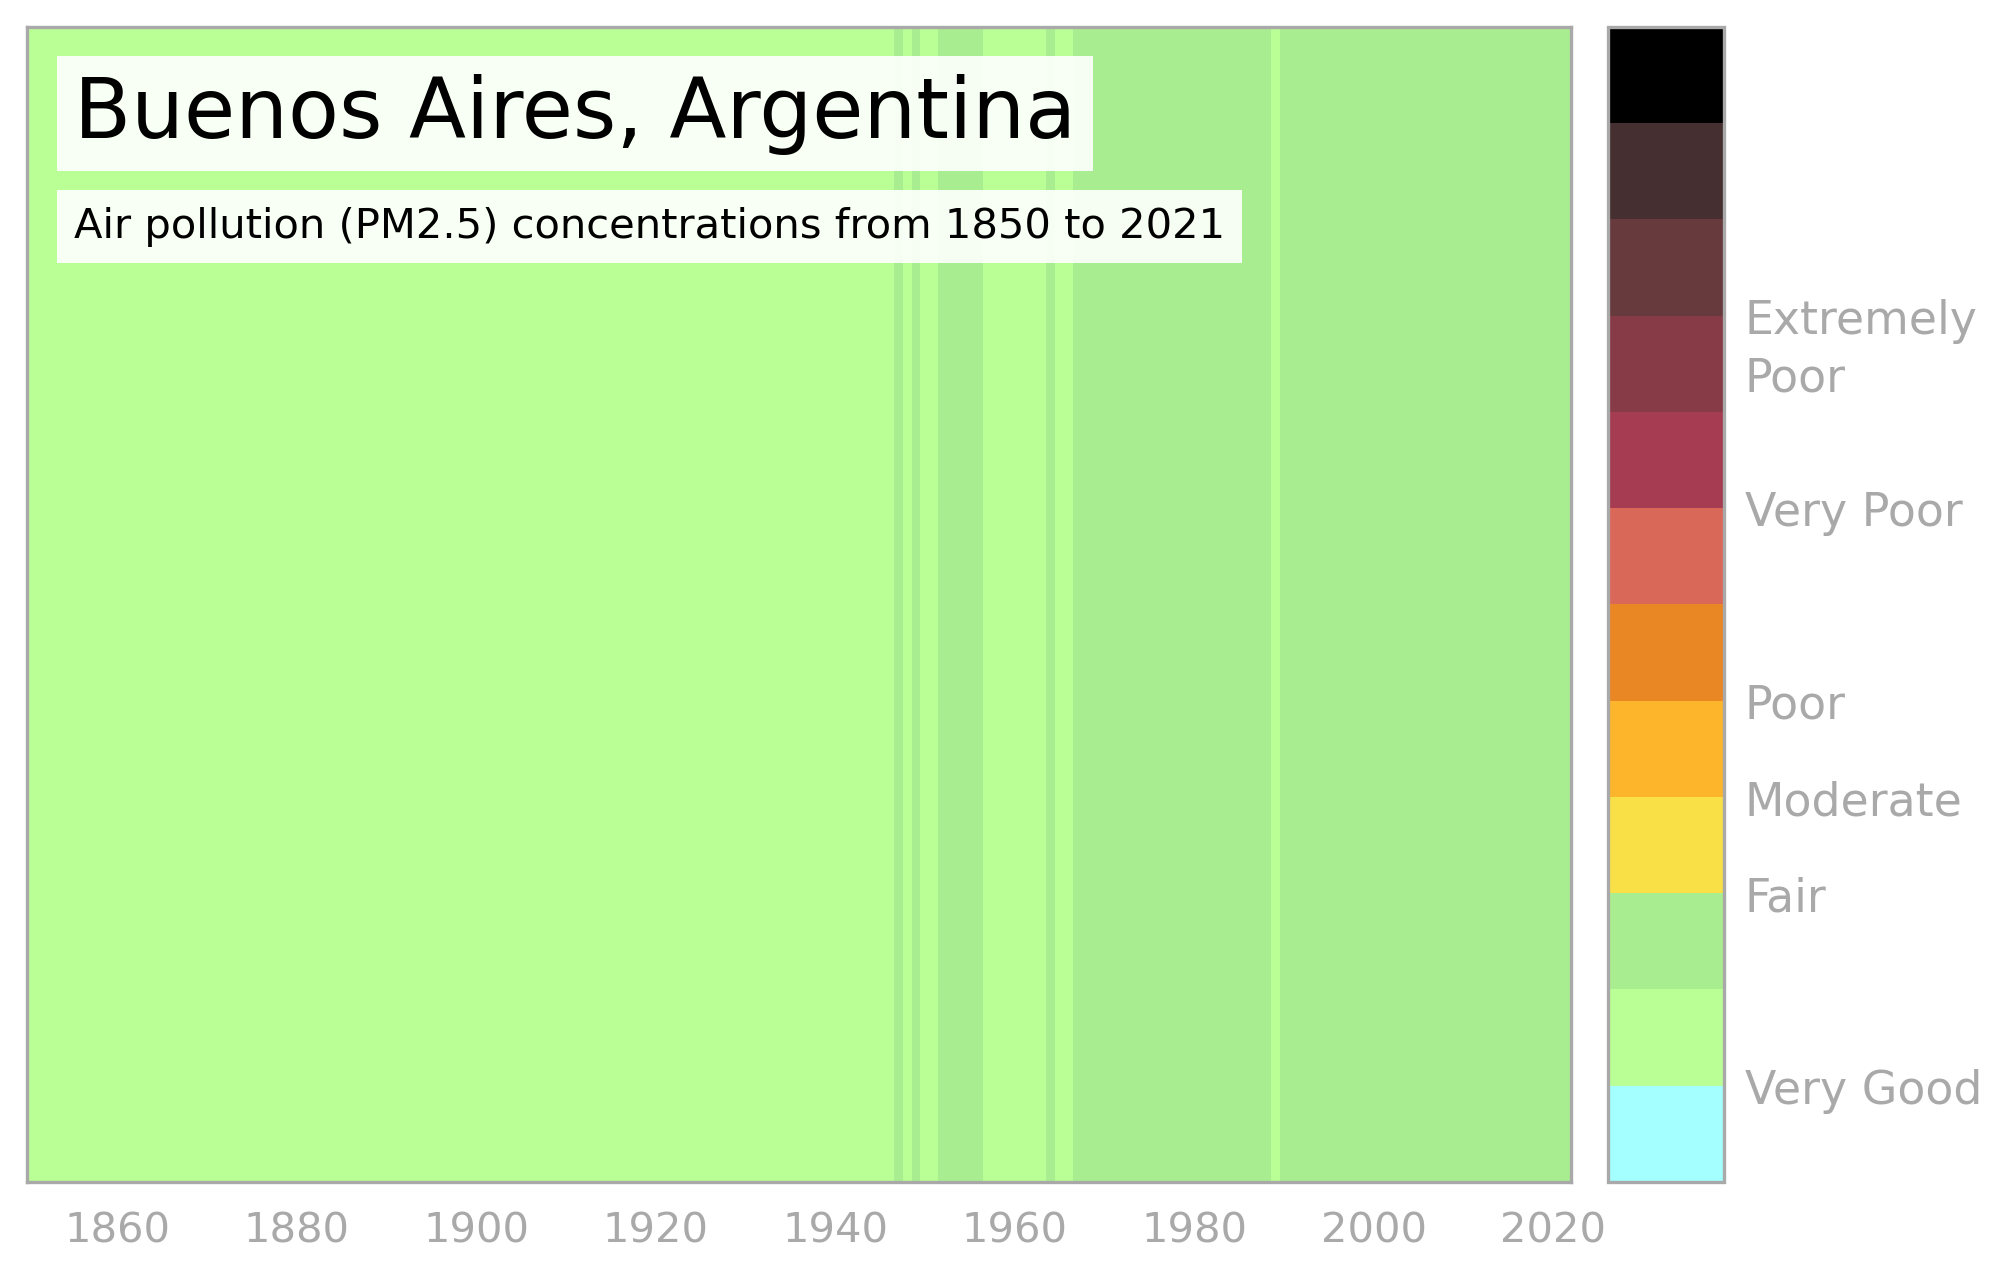 Buenos Aires, Argentina
Air pollution (PM2.5) concentrations from 1850 to 2021
Extremely
Poor
Very Poor
Poor
Moderate
Fair
Very Good
1860 1880 1900 1920 1940 1960 1980 2000 2020